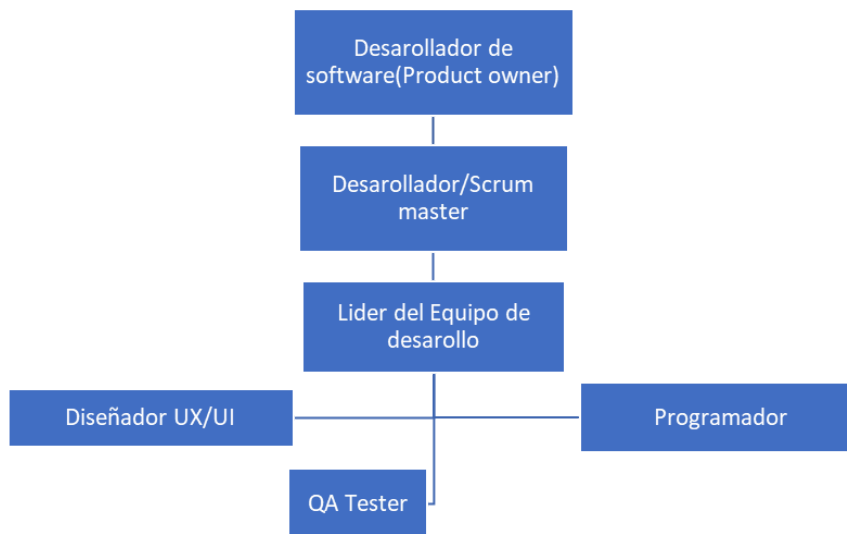 Desarollador de
software(Product owner)
Desarollador/Scrum
master
Lider del Equipo de
desarollo
Diseñador UX/UI
Programador
QA Tester